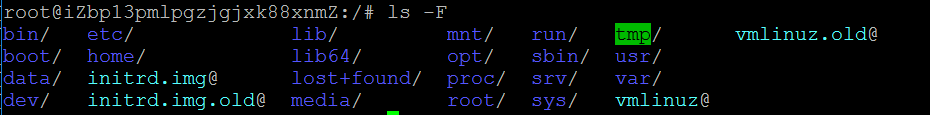 root@iZbp13pmlpgzjgjxk88xnmZ:/# ls -F
bin/ etc/ lib/ mnt/ run/ tmp/ vmlinuz.old@
boot/ home/ lib64/ opt/ sbin/ usr/
data/ initrd.img@ lost+found/ proc/ srv/ var/
dev/ initrd.img.old@ media/ root/ sys/ vmlinuz@